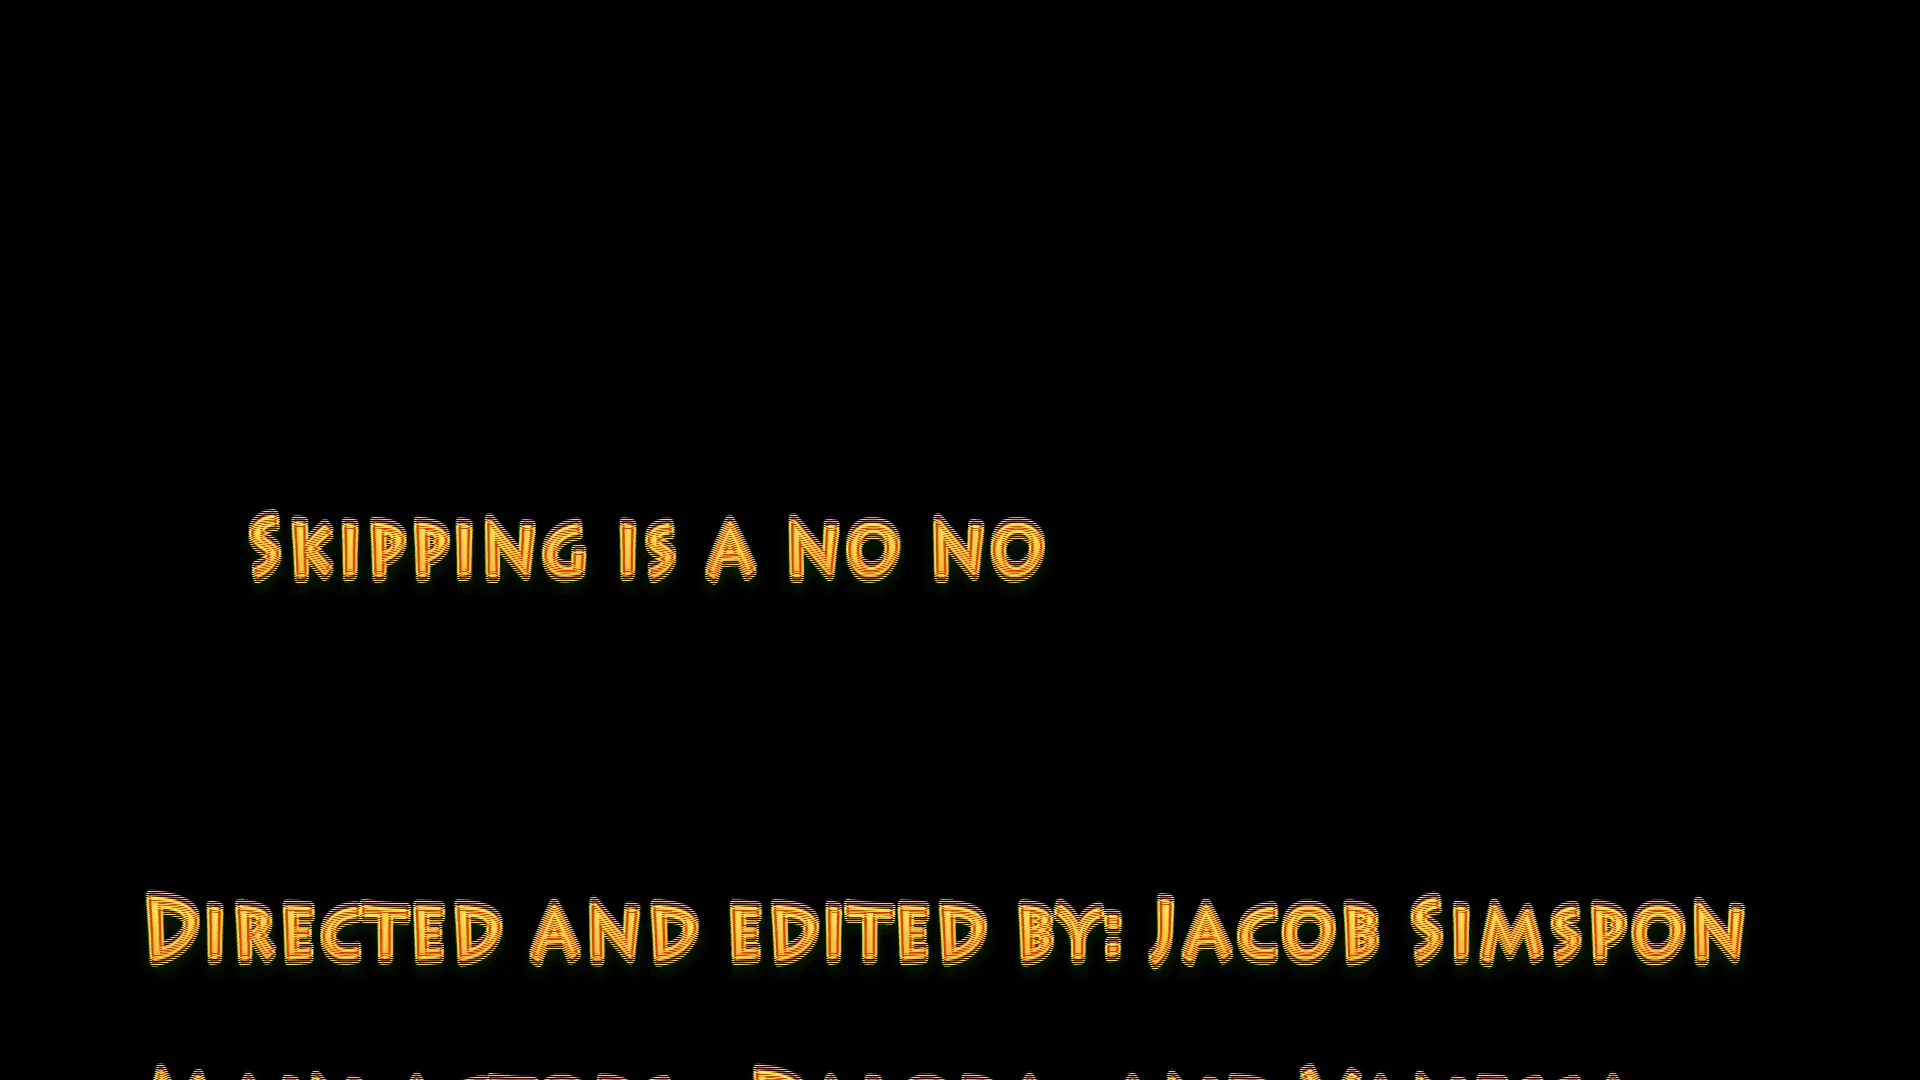 Skipping is a no no
Directed and edited by: Jacob Simspon